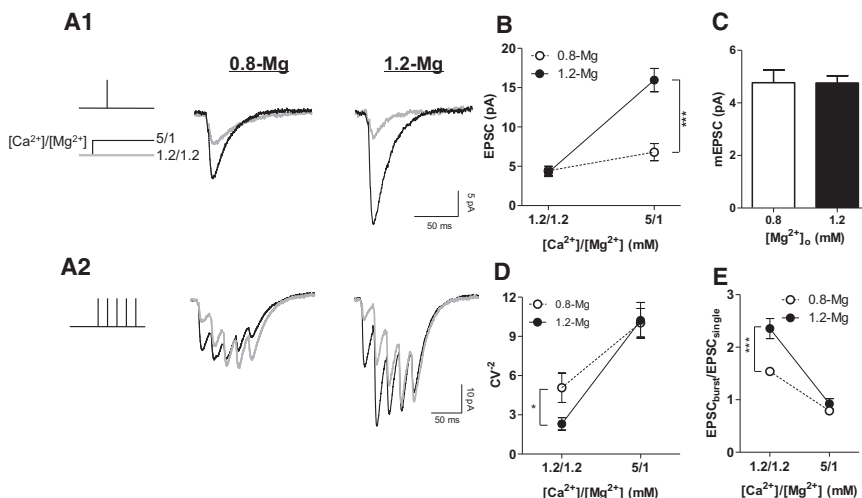 A1
0.8-Mg
1.2-Mg
[Ca²⁺]/[Mg²⁺]
5/1
1.2/1.2
5 pA
50 ms
A2
10 pA
50 ms
B
0.8-Mg
1.2-Mg
EPSC (pA)
20
15
10
5
0
***
1.2/1.2
5/1
[Ca²⁺]/[Mg²⁺] (mM)
C
mEPSC (pA)
6
4
2
0
0.8
1.2
[Mg²⁺]ₒ (mM)
D
0.8-Mg
1.2-Mg
CV⁻²
12
9
6
3
0
*
1.2/1.2
5/1
[Ca²⁺]/[Mg²⁺] (mM)
E
0.8-Mg
1.2-Mg
EPSCburst/EPSCsingle
3
2
1
0
***
1.2/1.2
5/1
[Ca²⁺]/[Mg²⁺] (mM)